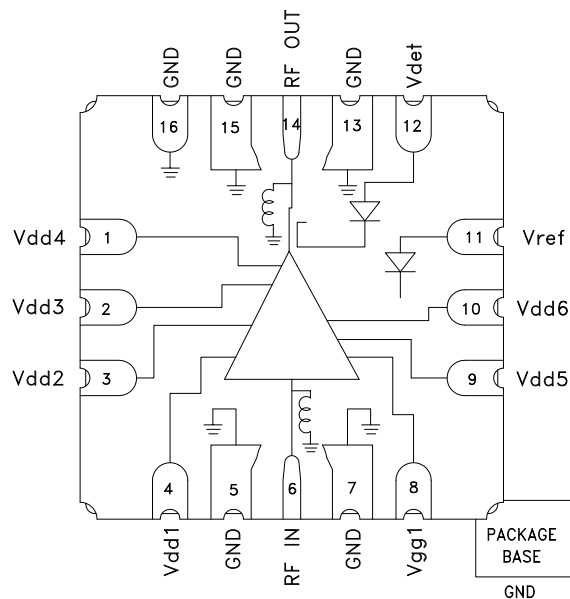 GND
GND
RF OUT
GND
Vdet
16
15
14
13
12
Vdd4
1
11
Vref
Vdd3
2
10
Vdd6
Vdd2
3
9
Vdd5
4
5
6
7
8
Vdd1
GND
RF IN
GND
Vgg1
PACKAGE
BASE
GND